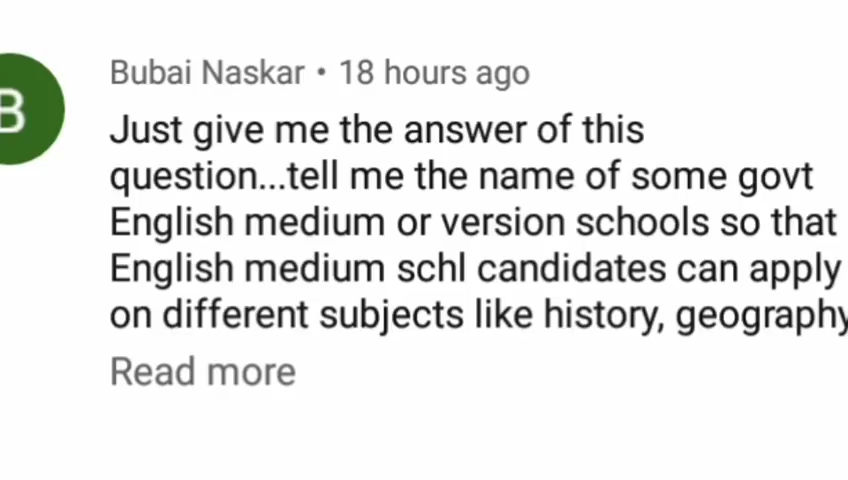 B
Bubai Naskar • 18 hours ago
Just give me the answer of this
question...tell me the name of some govt
English medium or version schools so that
English medium schl candidates can apply
on different subjects like history, geography
Read more